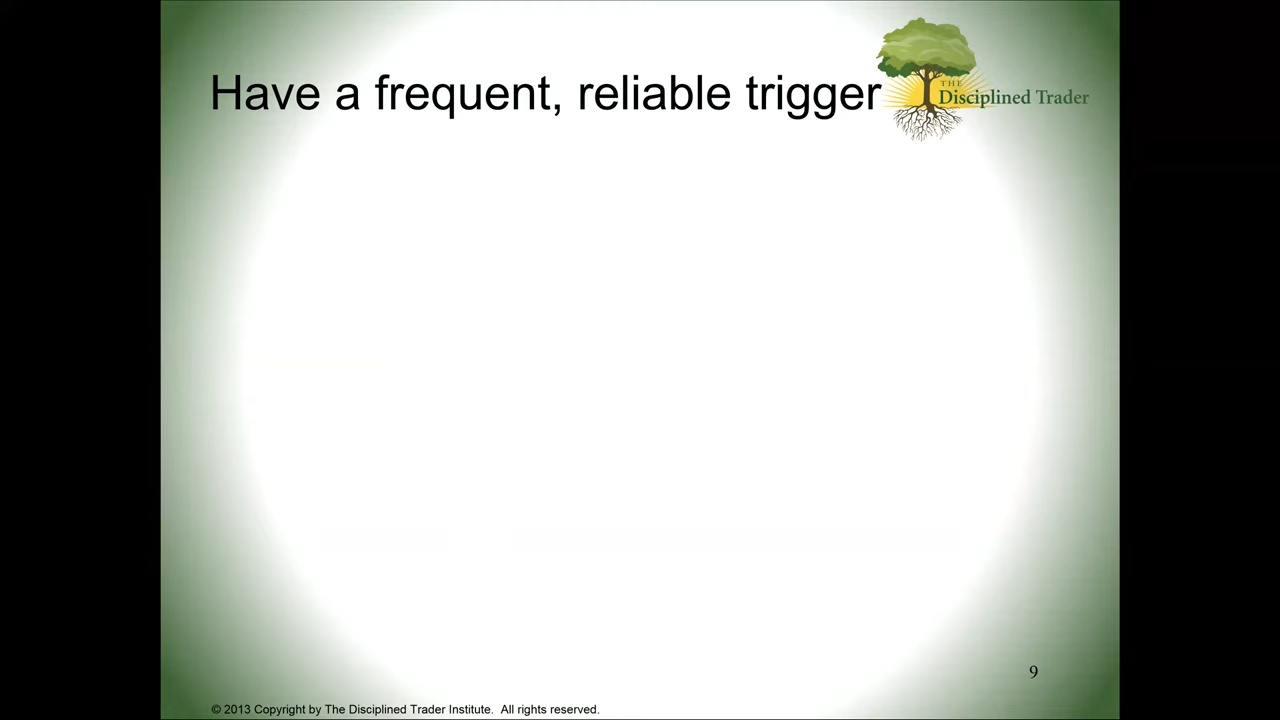 Have a frequent, reliable trigger
THE
Disciplined Trader
9
© 2013 Copyright by The Disciplined Trader Institute. All rights reserved.